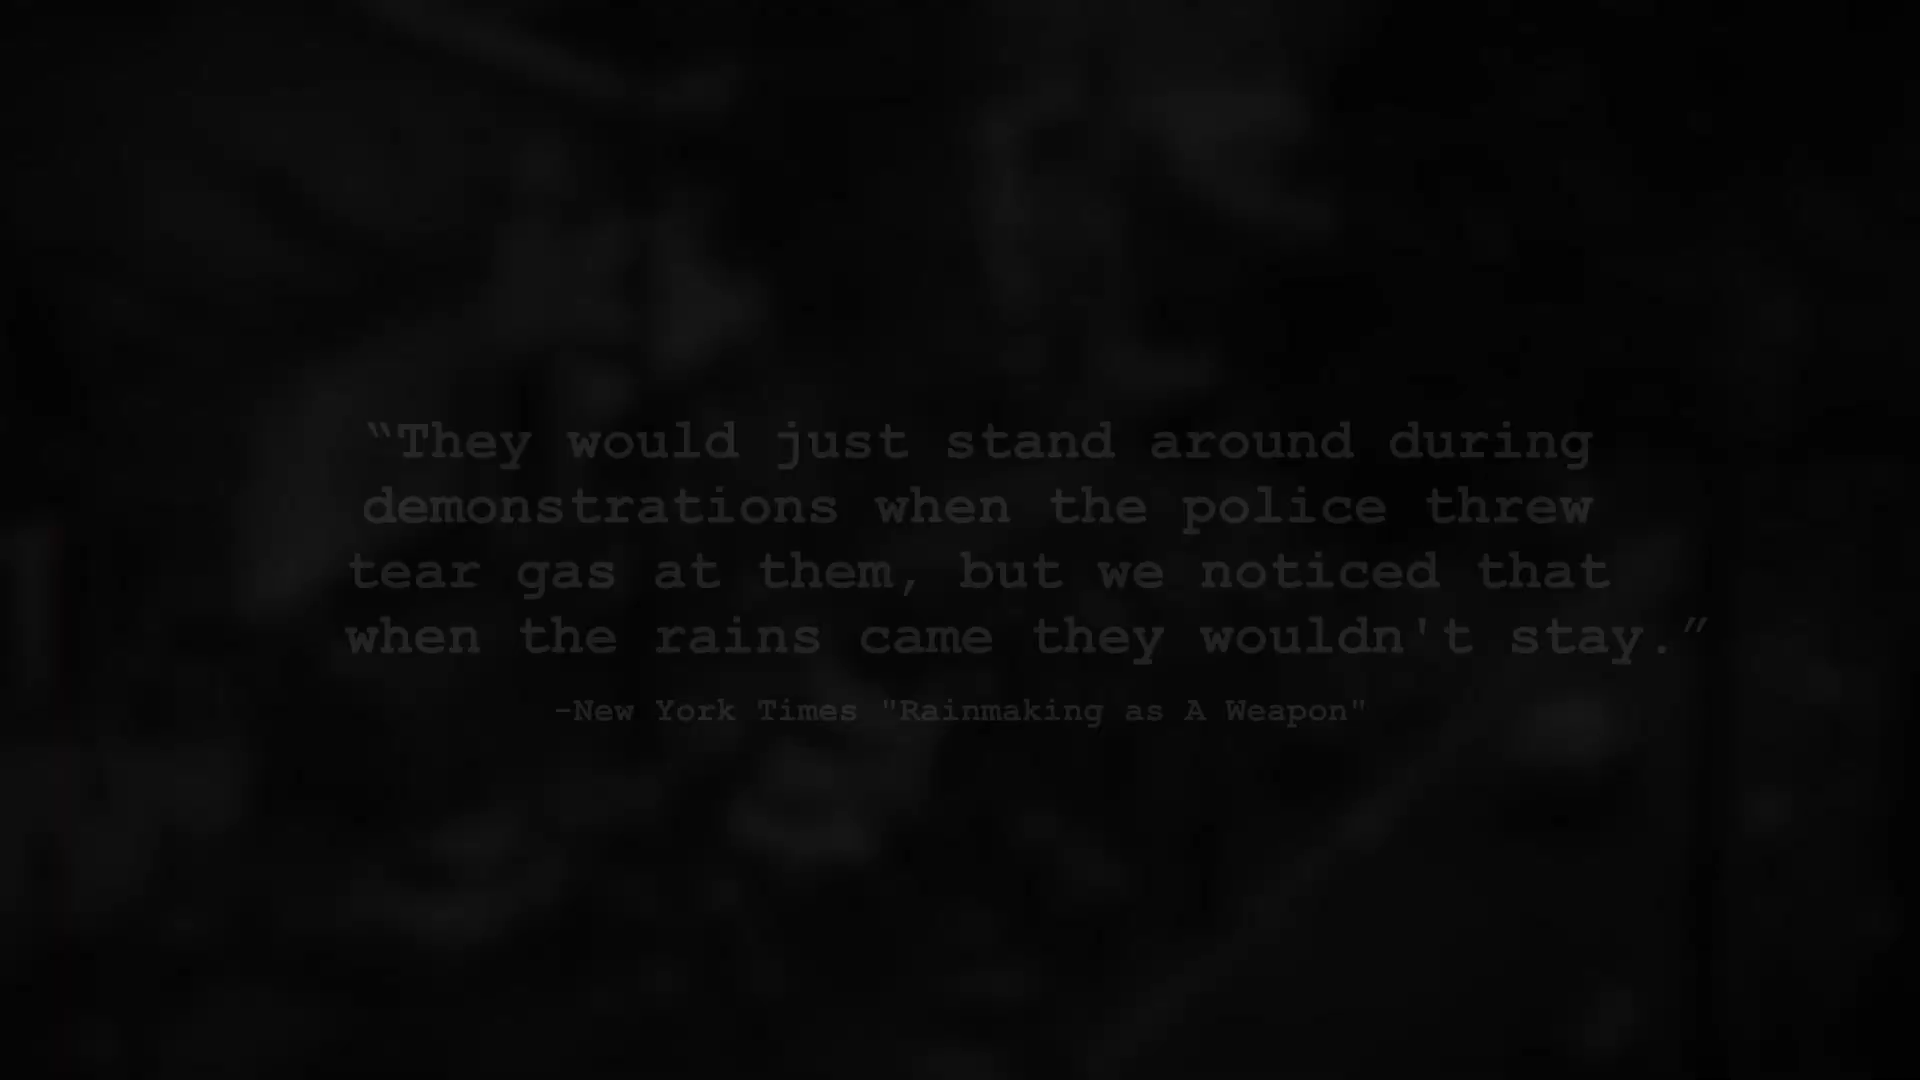 “They would just stand around during
demonstrations when the police threw
tear gas at them, but we noticed that
when the rains came they wouldn't stay.”
-New York Times "Rainmaking as A Weapon"